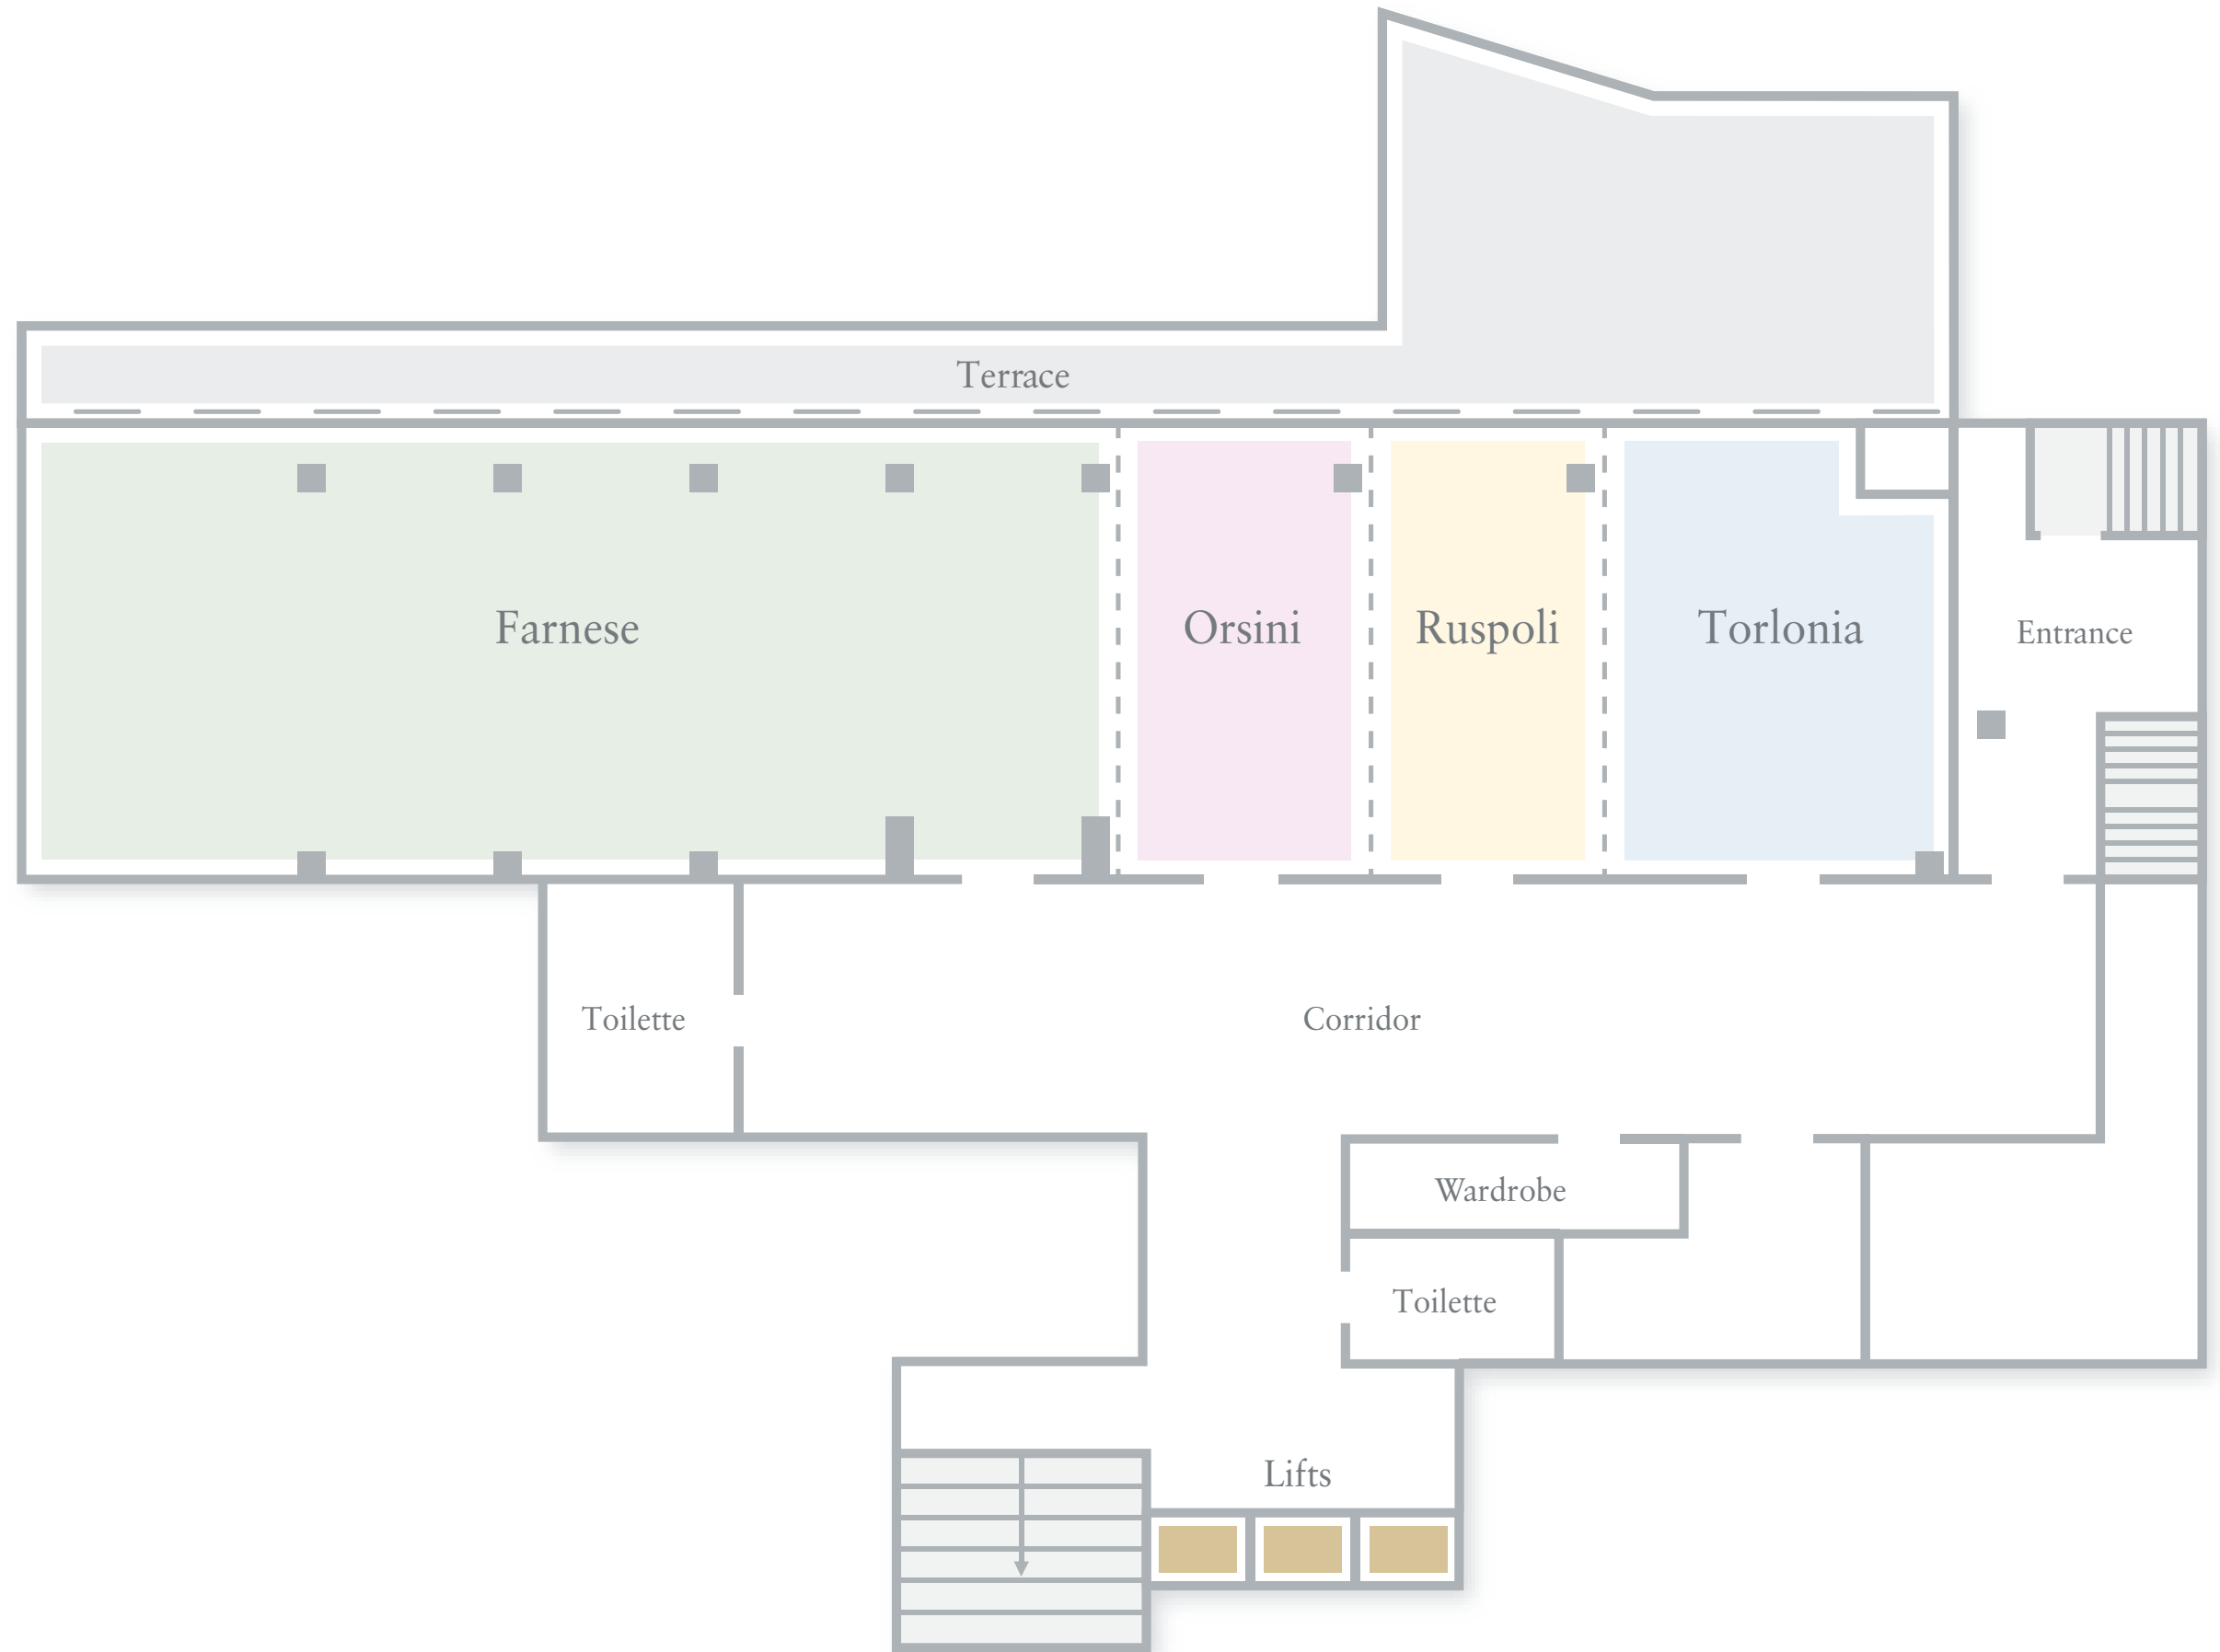 Terrace
Farnese
Orsini
Ruspoli
Torlonia
Entrance
Toilette
Corridor
Wardrobe
Toilette
Lifts